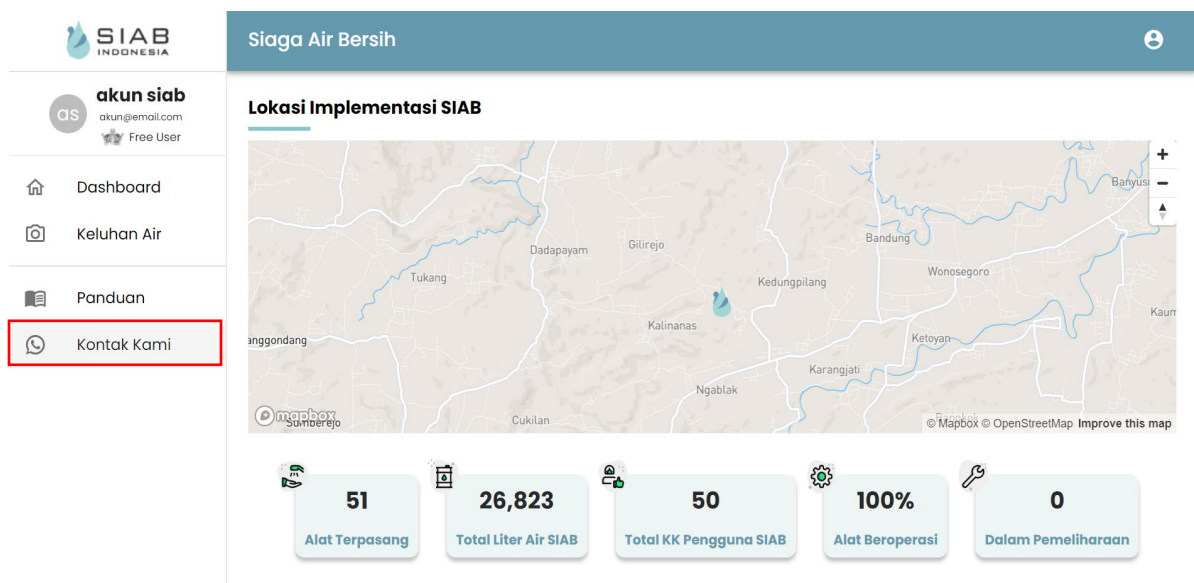 SIAB
INDONESIA
Siaga Air Bersih
as
akun siab
akun@email.com
Free User
Dashboard
Keluhan Air
Panduan
Kontak Kami
Lokasi Implementasi SIAB
+
Banyus
−
Bandung
Gilirejo
Dadapayam
Wonosegoro
Tukang
Kedungpilang
Kaum
Kalinanas
anggondang
Ketoyan
Karangjati
Ngablak
mapbox
Sumberejo
Cukilan
© Mapbox © OpenStreetMap Improve this map
51
Alat Terpasang
26,823
Total Liter Air SIAB
50
Total KK Pengguna SIAB
100%
Alat Beroperasi
0
Dalam Pemeliharaan